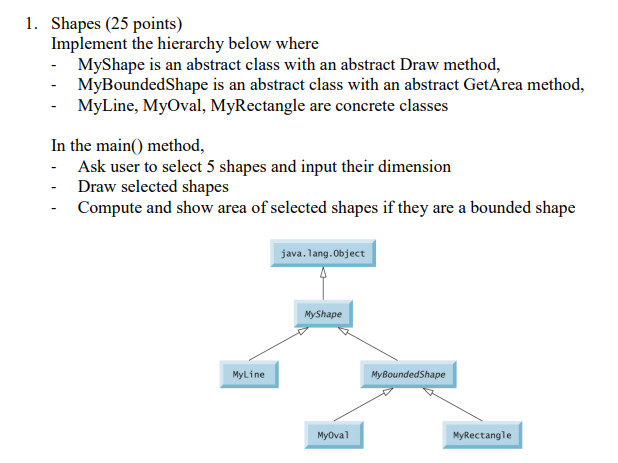 1. Shapes (25 points)
Implement the hierarchy below where
- MyShape is an abstract class with an abstract Draw method,
- MyBoundedShape is an abstract class with an abstract GetArea method,
- MyLine, MyOval, MyRectangle are concrete classes
In the main() method,
- Ask user to select 5 shapes and input their dimension
- Draw selected shapes
- Compute and show area of selected shapes if they are a bounded shape
java.lang.Object
MyShape
MyLine
MyBoundedShape
MyOval
MyRectangle